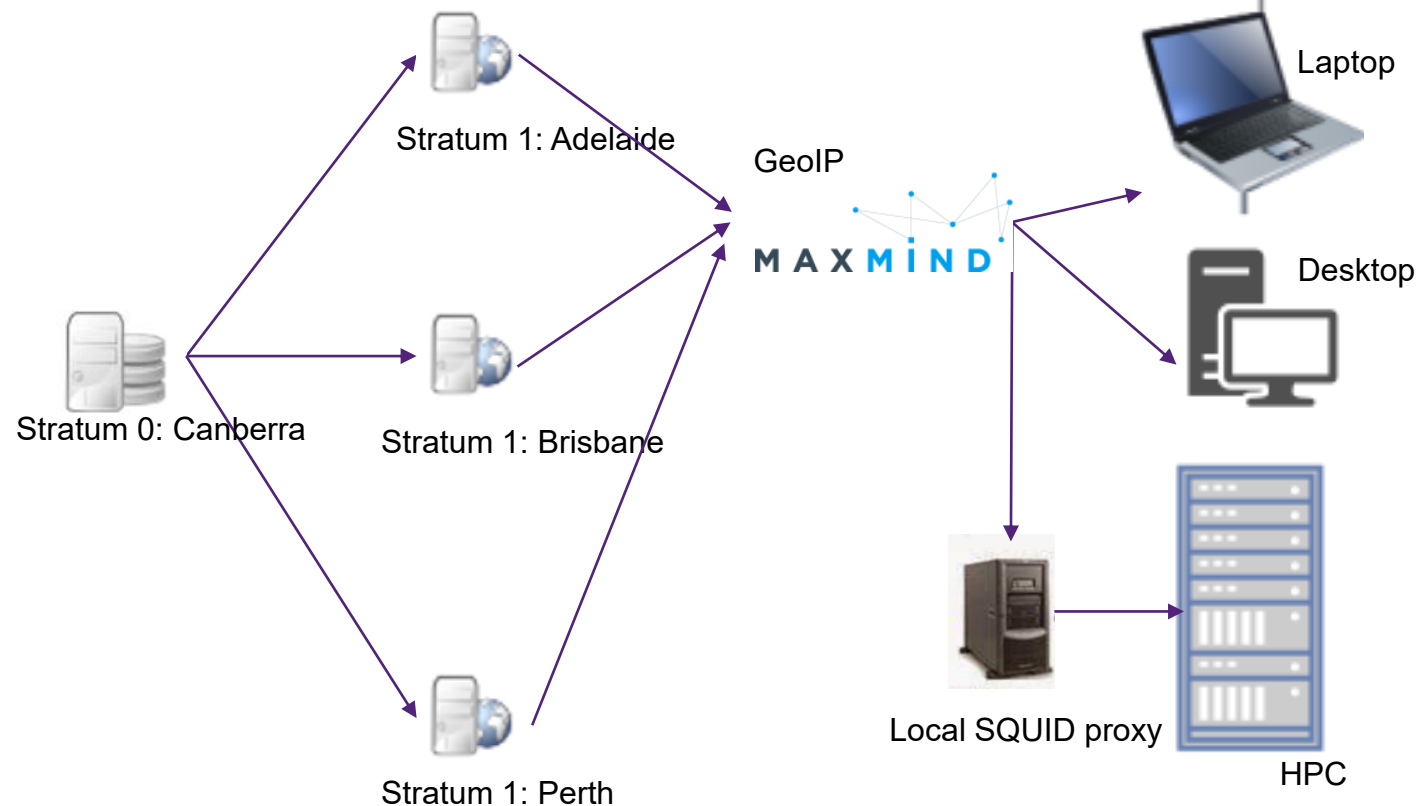 Laptop
Stratum 1: Adelaide
GeoIP
MAXMIND
Desktop
Stratum 0: Canberra
Stratum 1: Brisbane
Local SQUID proxy
HPC
Stratum 1: Perth